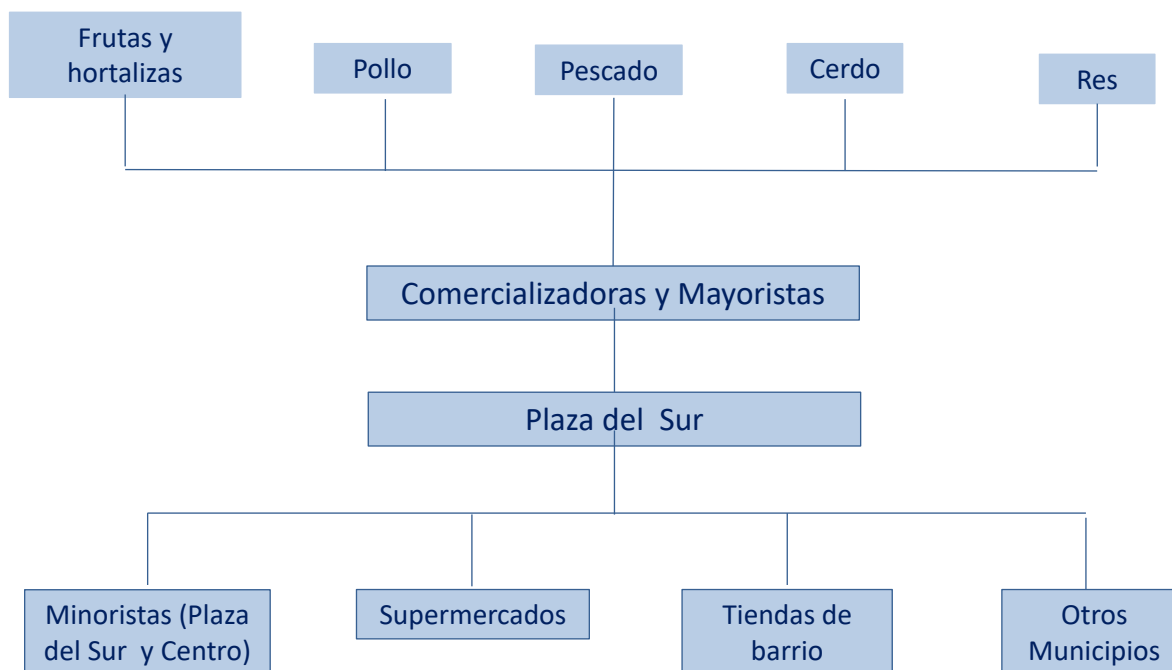 Frutas y
hortalizas
Pollo
Pescado
Cerdo
Res
Comercializadoras y Mayoristas
Plaza del  Sur
Minoristas (Plaza
del Sur  y Centro)
Supermercados
Tiendas de
barrio
Otros
Municipios